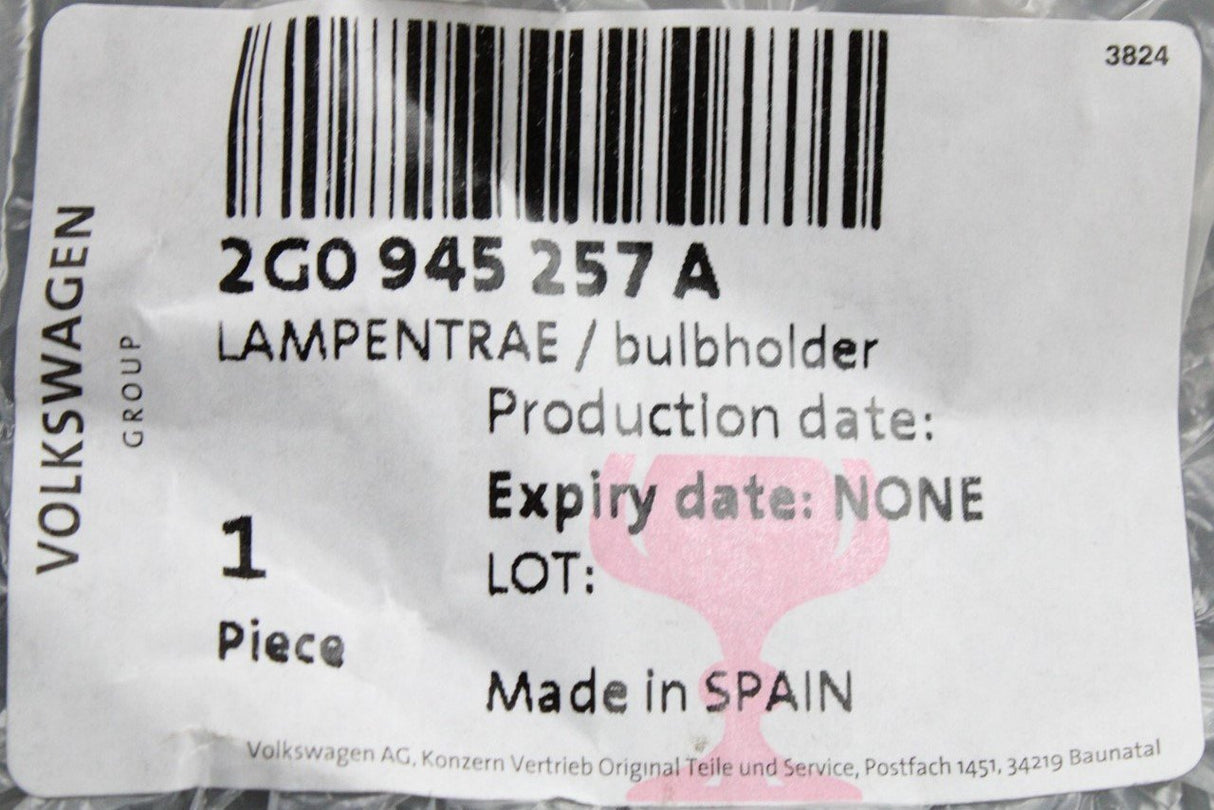 3824
VOLKSWAGEN
GROUP
2G0 945 257 A
LAMPENTRAE / bulbholder
Production date:
Expiry date: NONE
1
LOT:
Piece
Made in SPAIN
Volkswagen AG, Konzern Vertrieb Original Teile und Service, Postfach 1451, 34219 Baunatal